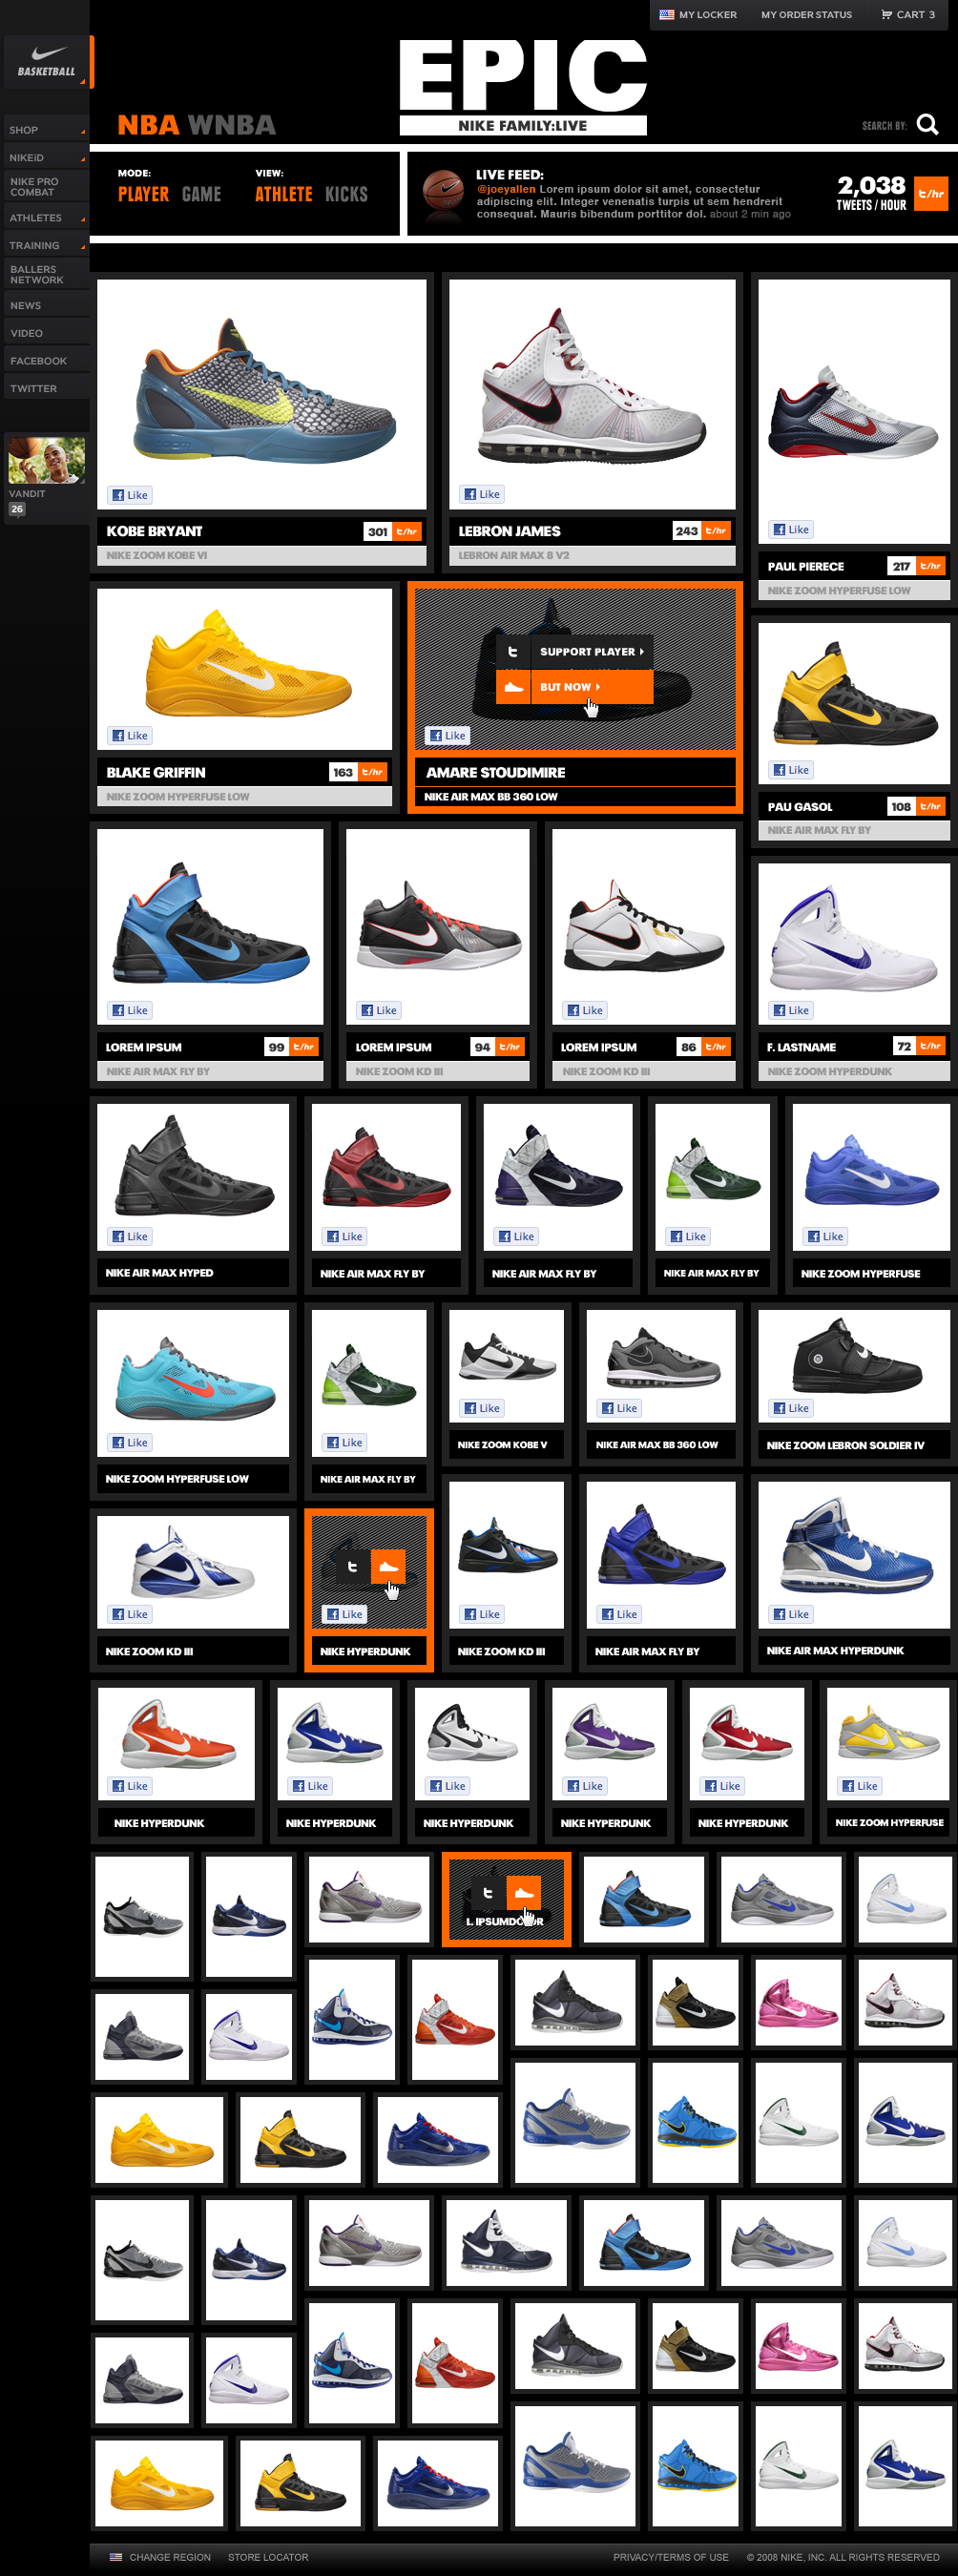 MY LOCKER
MY ORDER STATUS
CART 3
BASKETBALL
SHOP
NIKEiD
NIKE PRO
COMBAT
ATHLETES
TRAINING
BALLERS
NETWORK
NEWS
VIDEO
FACEBOOK
TWITTER
VANDIT
26
EPIC
NIKE FAMILY:LIVE
NBA WNBA
SEARCH BY:
MODE:
PLAYER GAME
VIEW:
ATHLETE KICKS
LIVE FEED:
@joeyallen Lorem ipsum dolor sit amet, consectetur
adipiscing elit. Integer venenatis turpis ut sem hendrerit
consequat. Mauris bibendum porttitor dol. about 2 min ago
2,038
TWEETS / HOUR
t/hr
Like
KOBE BRYANT
301 t/hr
NIKE ZOOM KOBE VI
Like
LEBRON JAMES
243 t/hr
LEBRON AIR MAX 8 V2
Like
PAUL PIERECE
217 t/hr
NIKE ZOOM HYPERFUSE LOW
Like
BLAKE GRIFFIN
163 t/hr
NIKE ZOOM HYPERFUSE LOW
SUPPORT PLAYER
BUT NOW
Like
AMARE STOUDIMIRE
NIKE AIR MAX BB 360 LOW
Like
PAU GASOL
108 t/hr
NIKE AIR MAX FLY BY
Like
LOREM IPSUM
99 t/hr
NIKE AIR MAX FLY BY
Like
LOREM IPSUM
94 t/hr
NIKE ZOOM KD III
Like
LOREM IPSUM
86 t/hr
NIKE ZOOM KD III
Like
F. LASTNAME
72 t/hr
NIKE ZOOM HYPERDUNK
Like
NIKE AIR MAX HYPED
Like
NIKE AIR MAX FLY BY
Like
NIKE AIR MAX FLY BY
Like
NIKE AIR MAX FLY BY
Like
NIKE ZOOM HYPERFUSE
Like
NIKE ZOOM HYPERFUSE LOW
Like
NIKE AIR MAX FLY BY
Like
NIKE ZOOM KOBE V
Like
NIKE AIR MAX BB 360 LOW
Like
NIKE ZOOM LEBRON SOLDIER IV
Like
NIKE ZOOM KD III
Like
NIKE HYPERDUNK
Like
NIKE ZOOM KD III
Like
NIKE AIR MAX FLY BY
Like
NIKE AIR MAX HYPERDUNK
Like
NIKE HYPERDUNK
Like
NIKE HYPERDUNK
Like
NIKE HYPERDUNK
Like
NIKE HYPERDUNK
Like
NIKE HYPERDUNK
Like
NIKE ZOOM HYPERFUSE
CHANGE REGION
STORE LOCATOR
PRIVACY/TERMS OF USE
© 2008 NIKE, INC. ALL RIGHTS RESERVED